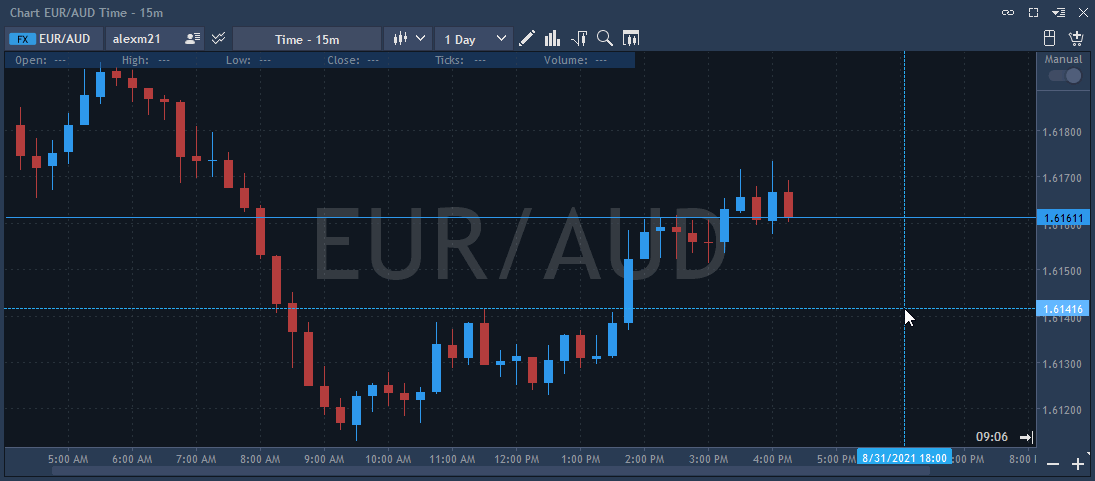 Chart EUR/AUD Time - 15m
FX EUR/AUD alexm21 Time - 15m 1 Day
Open: --- High: --- Low: --- Close: --- Ticks: --- Volume: --- Manual
1.61800
1.61700
1.61611
1.61600
EUR/AUD
1.61500
1.61416
1.61400
1.61300
1.61200
09:06
5:00 AM 6:00 AM 7:00 AM 8:00 AM 9:00 AM 10:00 AM 11:00 AM 12:00 PM 1:00 PM 2:00 PM 3:00 PM 4:00 PM 5:00 PM 8/31/2021 18:00 :00 PM 8:00